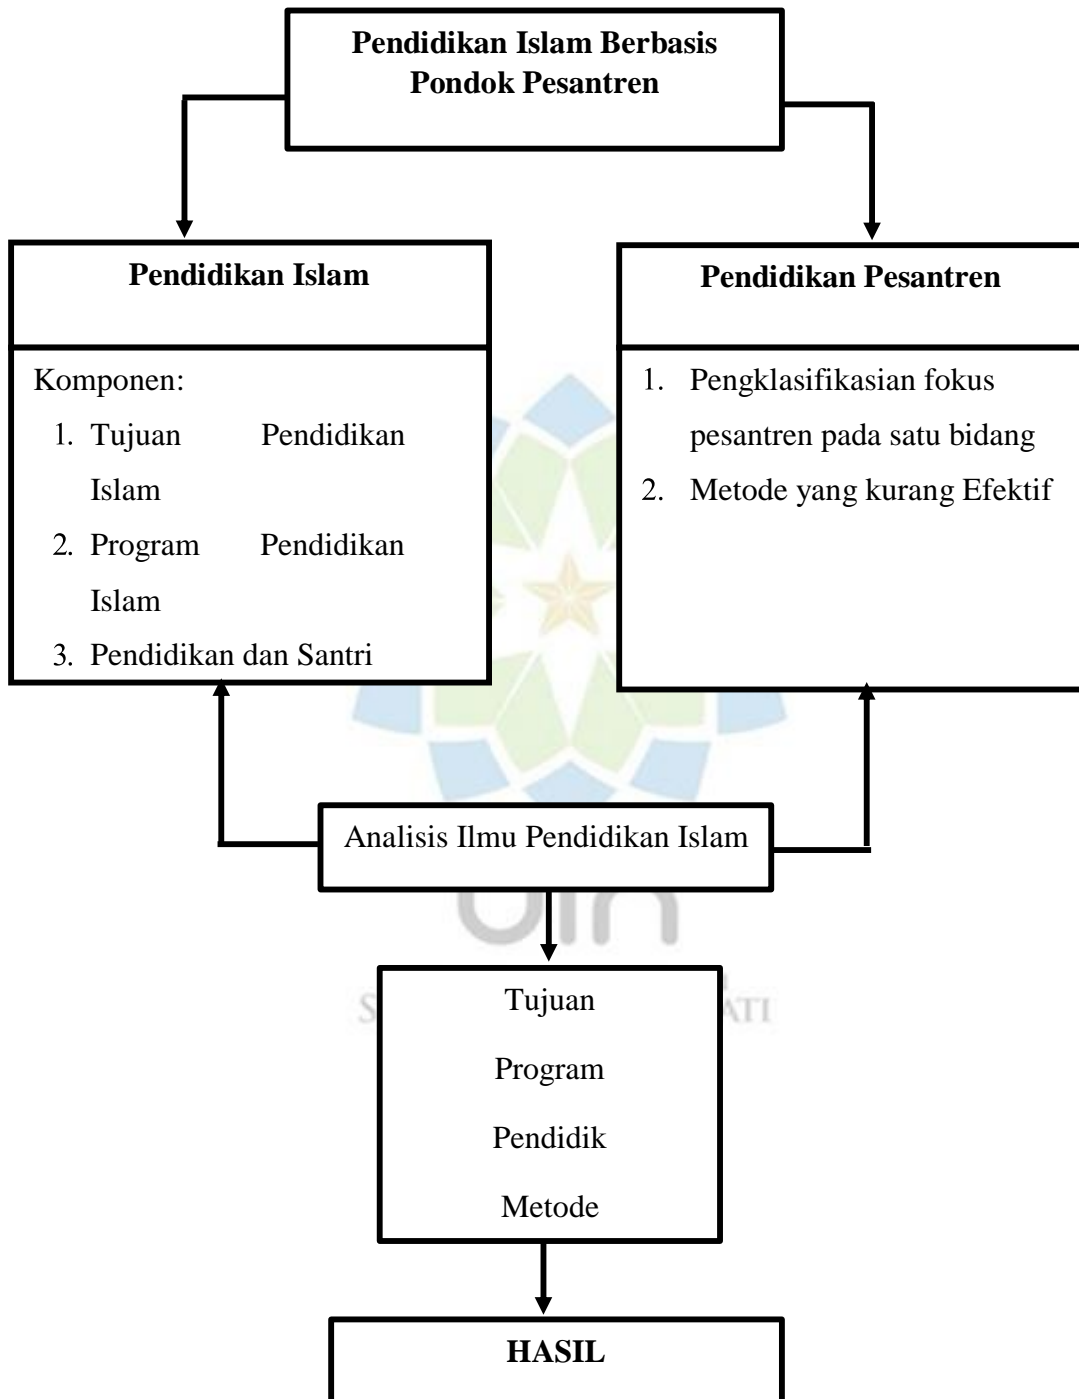 Pendidikan Islam Berbasis
Pondok Pesantren
Pendidikan Islam
Komponen:
1. Tujuan Pendidikan
Islam
2. Program Pendidikan
Islam
3. Pendidikan dan Santri
Pendidikan Pesantren
1. Pengklasifikasian fokus
pesantren pada satu bidang
2. Metode yang kurang Efektif
Analisis Ilmu Pendidikan Islam
uin
Tujuan
Program
Pendidik
Metode
HASIL